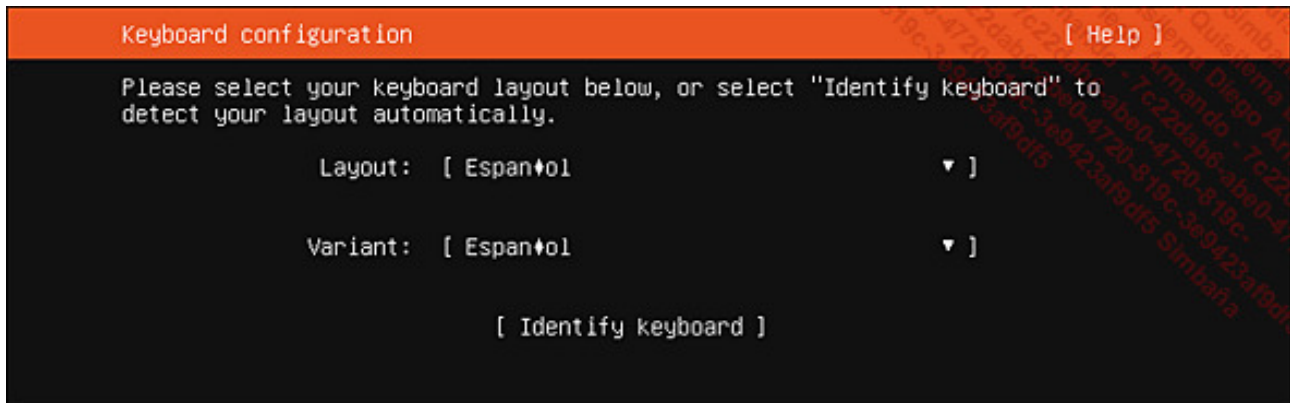 Keyboard configuration [ Help ]
Please select your keyboard layout below, or select "Identify keyboard" to
detect your layout automatically.
Layout: [ Espan♦ol ▼ ]
Variant: [ Espan♦ol ▼ ]
[ Identify keyboard ]